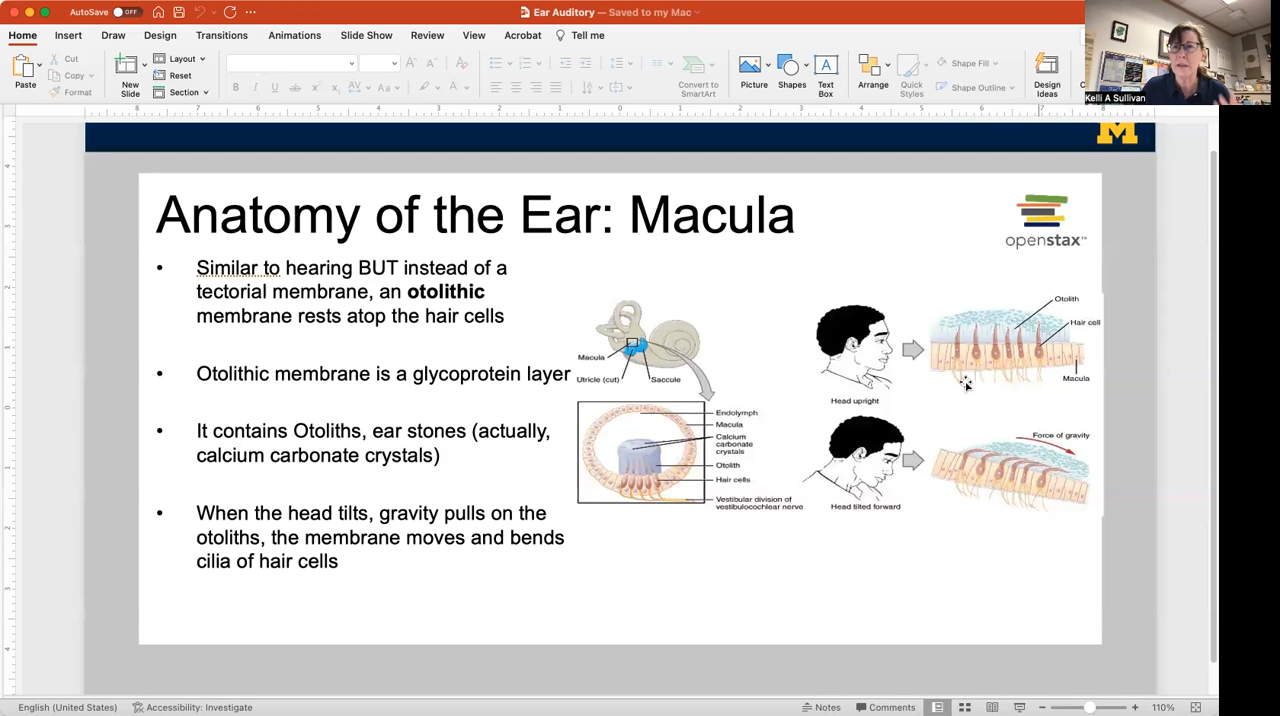 AutoSave OFF
Ear Auditory — Saved to my Mac
Home Insert Draw Design Transitions Animations Slide Show Review View Acrobat Tell me
Paste
Cut
Copy
Format
New
Slide
Layout
Reset
Section
Convert to
SmartArt
Picture
Shapes
Text
Box
Arrange
Quick
Styles
Shape Fill
Shape Outline
Design
Ideas
Kelli A Sullivan
M
Anatomy of the Ear: Macula
openstax™
• Similar to hearing BUT instead of a
tectorial membrane, an otolithic
membrane rests atop the hair cells
• Otolithic membrane is a glycoprotein layer
• It contains Otoliths, ear stones (actually,
calcium carbonate crystals)
• When the head tilts, gravity pulls on the
otoliths, the membrane moves and bends
cilia of hair cells
Macula
Utricle (cut)
Saccule
Endolymph
Macula
Calcium
carbonate
crystals
Otolith
Hair cells
Vestibular division of
vestibulocochlear nerve
Head upright
Otolith
Hair cell
Macula
Force of gravity
Head tilted forward
English (United States)
Accessibility: Investigate
Notes
Comments
110%